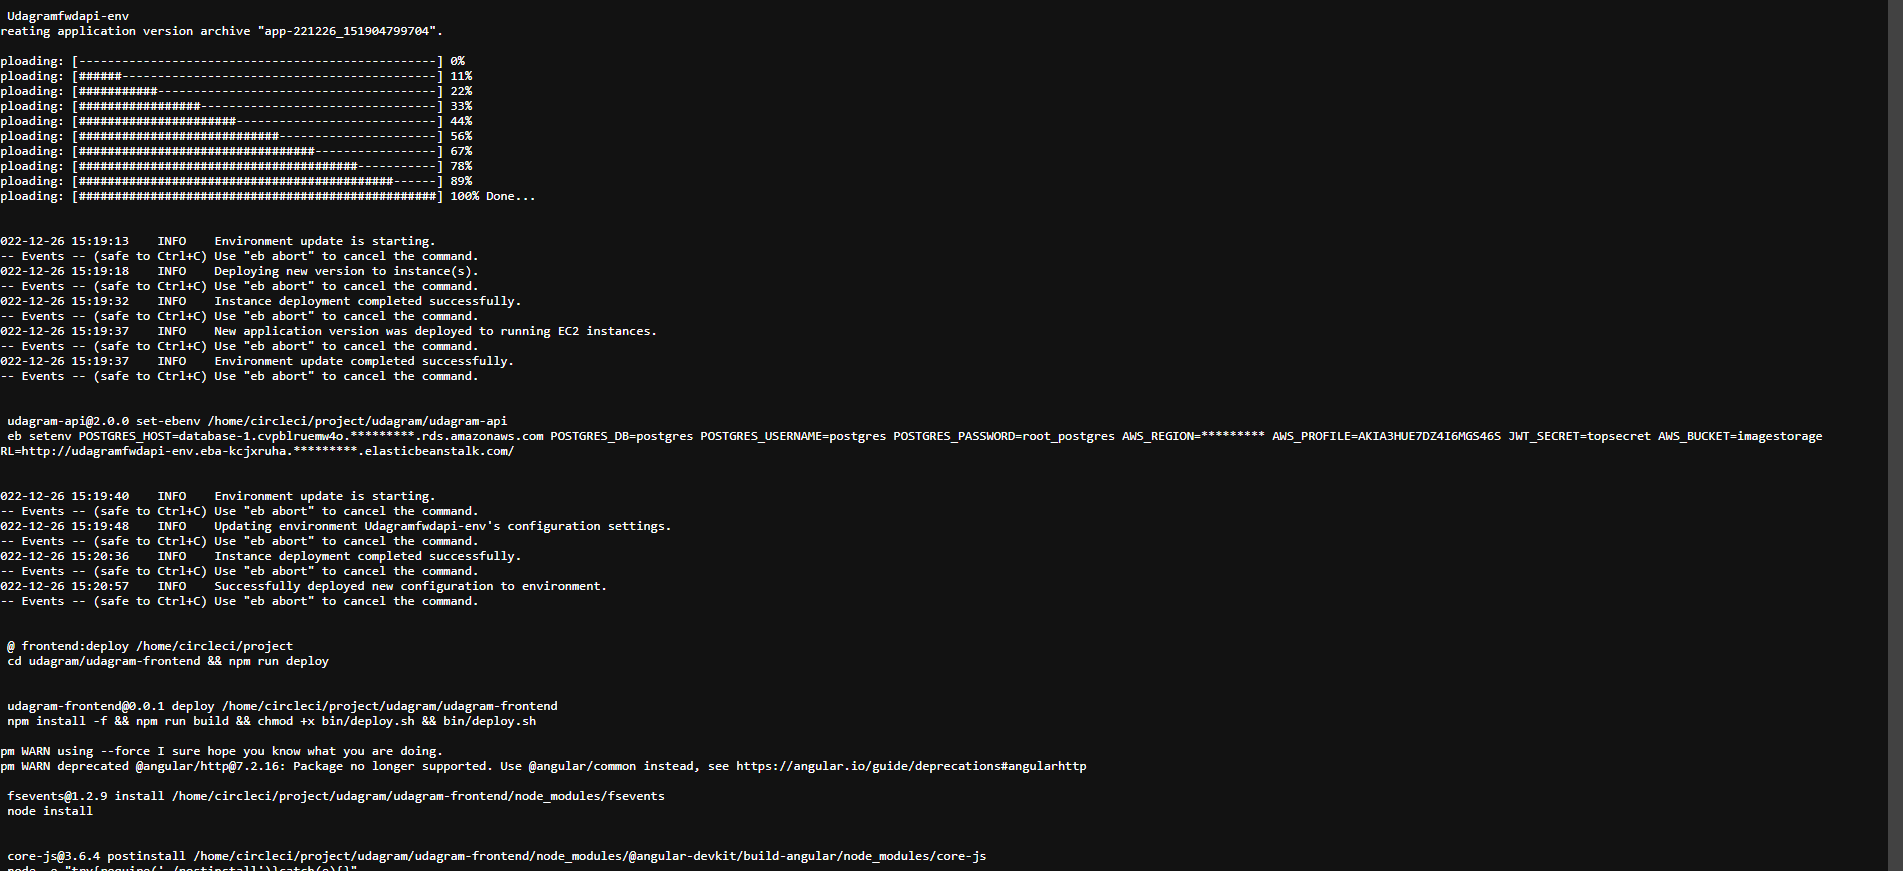 Udagramfwdapi-env
reating application version archive "app-221226_151904799704".
ploading: [--------------------------------------------------] 0%
ploading: [######--------------------------------------------] 11%
ploading: [###########---------------------------------------] 22%
ploading: [#################---------------------------------] 33%
ploading: [######################----------------------------] 44%
ploading: [############################----------------------] 56%
ploading: [#################################-----------------] 67%
ploading: [#######################################-----------] 78%
ploading: [############################################------] 89%
ploading: [##################################################] 100% Done...
022-12-26 15:19:13    INFO    Environment update is starting.
-- Events -- (safe to Ctrl+C) Use "eb abort" to cancel the command.
022-12-26 15:19:18    INFO    Deploying new version to instance(s).
-- Events -- (safe to Ctrl+C) Use "eb abort" to cancel the command.
022-12-26 15:19:32    INFO    Instance deployment completed successfully.
-- Events -- (safe to Ctrl+C) Use "eb abort" to cancel the command.
022-12-26 15:19:37    INFO    New application version was deployed to running EC2 instances.
-- Events -- (safe to Ctrl+C) Use "eb abort" to cancel the command.
022-12-26 15:19:37    INFO    Environment update completed successfully.
-- Events -- (safe to Ctrl+C) Use "eb abort" to cancel the command.
udagram-api@2.0.0 set-ebenv /home/circleci/project/udagram/udagram-api
eb setenv POSTGRES_HOST=database-1.cvpblruemw4o.*********.rds.amazonaws.com POSTGRES_DB=postgres POSTGRES_USERNAME=postgres POSTGRES_PASSWORD=root_postgres AWS_REGION=********* AWS_PROFILE=AKIA3HUE7DZ4I6MGS46S JWT_SECRET=topsecret AWS_BUCKET=imagestorage
RL=http://udagramfwdapi-env.eba-kcjxruha.*********.elasticbeanstalk.com/
022-12-26 15:19:40    INFO    Environment update is starting.
-- Events -- (safe to Ctrl+C) Use "eb abort" to cancel the command.
022-12-26 15:19:48    INFO    Updating environment Udagramfwdapi-env's configuration settings.
-- Events -- (safe to Ctrl+C) Use "eb abort" to cancel the command.
022-12-26 15:20:36    INFO    Instance deployment completed successfully.
-- Events -- (safe to Ctrl+C) Use "eb abort" to cancel the command.
022-12-26 15:20:57    INFO    Successfully deployed new configuration to environment.
-- Events -- (safe to Ctrl+C) Use "eb abort" to cancel the command.
@ frontend:deploy /home/circleci/project
cd udagram/udagram-frontend && npm run deploy
udagram-frontend@0.0.1 deploy /home/circleci/project/udagram/udagram-frontend
npm install -f && npm run build && chmod +x bin/deploy.sh && bin/deploy.sh
pm WARN using --force I sure hope you know what you are doing.
pm WARN deprecated @angular/http@7.2.16: Package no longer supported. Use @angular/common instead, see https://angular.io/guide/deprecations#angularhttp
fsevents@1.2.9 install /home/circleci/project/udagram/udagram-frontend/node_modules/fsevents
node install
core-js@3.6.4 postinstall /home/circleci/project/udagram/udagram-frontend/node_modules/@angular-devkit/build-angular/node_modules/core-js
node -e "try{require('./postinstall')}catch(e){}"